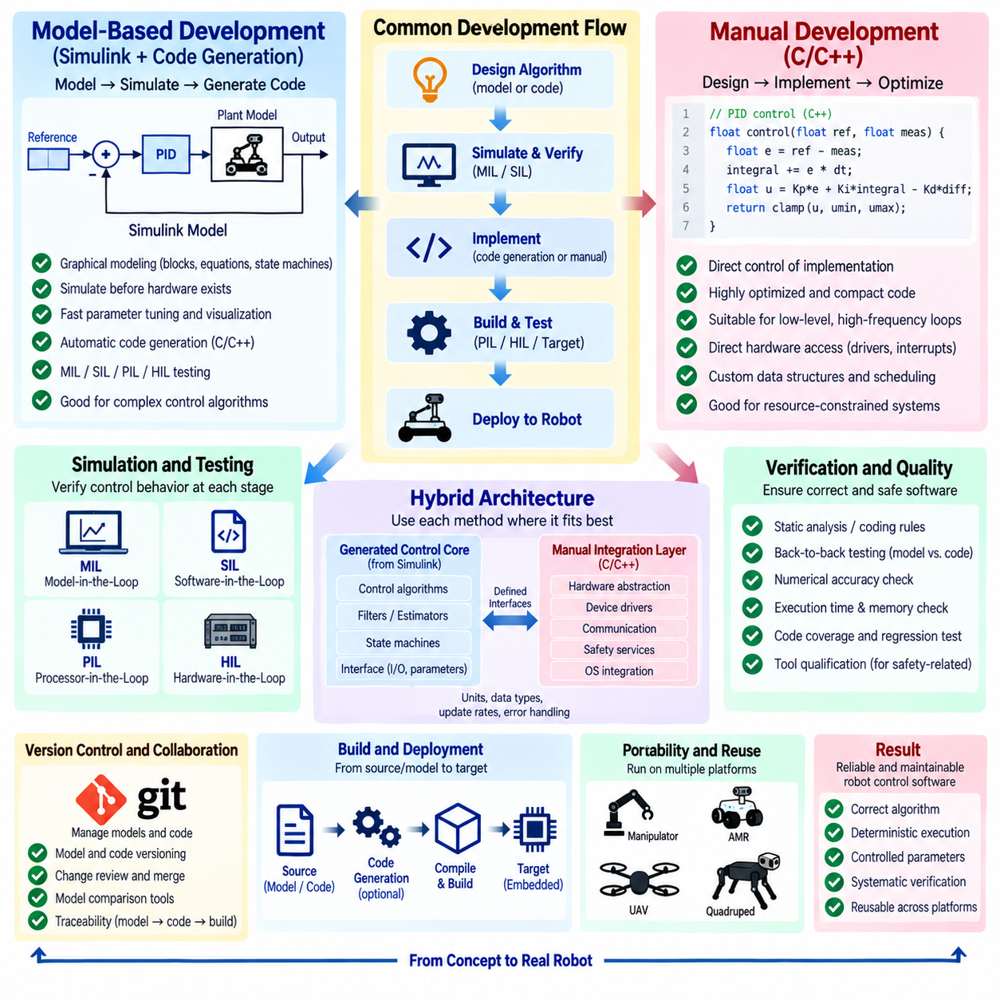 Model-Based Development
(Simulink + Code Generation)
Model → Simulate → Generate Code
Reference
+
−
PID
Plant Model
Output
Simulink Model
Graphical modeling (blocks, equations, state machines)
Simulate before hardware exists
Fast parameter tuning and visualization
Automatic code generation (C/C++)
MIL / SIL / PIL / HIL testing
Good for complex control algorithms
Common Development Flow
Design Algorithm
(model or code)
Simulate & Verify
(MIL / SIL)
</>
Implement
(code generation or manual)
Build & Test
(PIL / HIL / Target)
Deploy to Robot
Manual Development
(C/C++)
Design → Implement → Optimize
1 // PID control (C++)
2 float control(float ref, float meas) {
3 float e = ref - meas;
4 integral += e * dt;
5 float u = Kp*e + Ki*integral - Kd*diff;
6 return clamp(u, umin, umax);
7 }
Direct control of implementation
Highly optimized and compact code
Suitable for low-level, high-frequency loops
Direct hardware access (drivers, interrupts)
Custom data structures and scheduling
Good for resource-constrained systems
Simulation and Testing
Verify control behavior at each stage
MIL
Model-in-the-Loop
</>
SIL
Software-in-the-Loop
PIL
Processor-in-the-Loop
HIL
Hardware-in-the-Loop
Hybrid Architecture
Use each method where it fits best
Generated Control Core
(from Simulink)
Control algorithms
Filters / Estimators
State machines
Interface (I/O, parameters)
Defined
Interfaces
Manual Integration Layer
(C/C++)
Hardware abstraction
Device drivers
Communication
Safety services
OS integration
Units, data types,
update rates, error handling
Verification and Quality
Ensure correct and safe software
Static analysis / coding rules
Back-to-back testing (model vs. code)
Numerical accuracy check
Execution time & memory check
Code coverage and regression test
Tool qualification (for safety-related)
Version Control and Collaboration
git
Manage models and code
Model and code versioning
Change review and merge
Model comparison tools
Traceability (model → code → build)
Build and Deployment
From source/model to target
Source
(Model / Code)
Code
Generation
(optional)
Compile
& Build
Target
(Embedded)
Portability and Reuse
Run on multiple platforms
Manipulator
AMR
UAV
Quadruped
Result
Reliable and maintainable
robot control software
Correct algorithm
Deterministic execution
Controlled parameters
Systematic verification
Reusable across platforms
From Concept to Real Robot